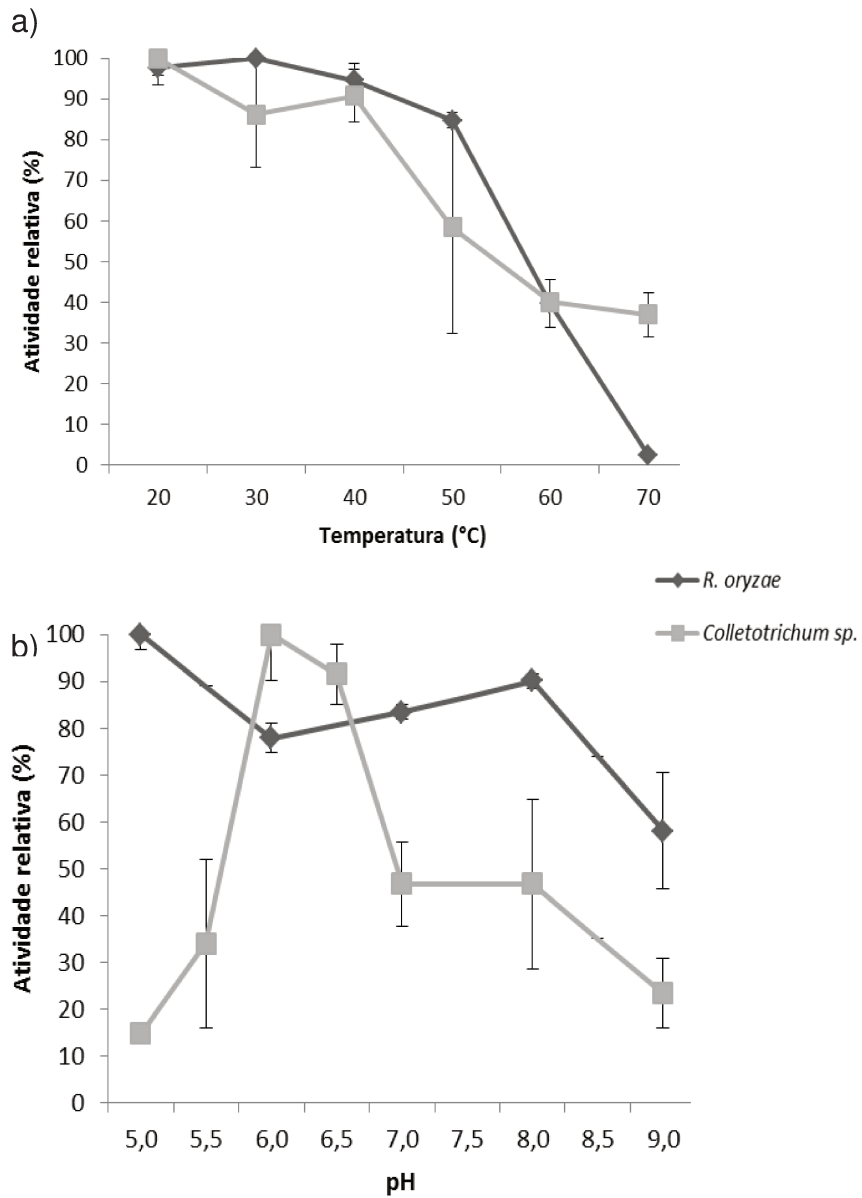 a)
100
90
80
70
60
50
40
30
20
10
0
Atividade relativa (%)
20 30 40 50 60 70
Temperatura (°C)
R. oryzae
Colletotrichum sp.
b)
100
90
80
70
60
50
40
30
20
10
0
Atividade relativa (%)
5,0 5,5 6,0 6,5 7,0 7,5 8,0 8,5 9,0
pH